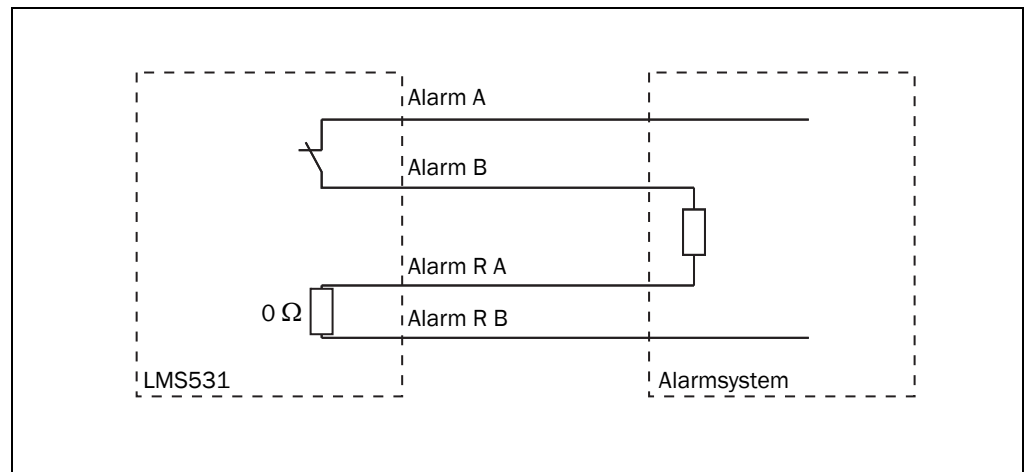 Alarm A
Alarm B
Alarm R A
0 Ω
Alarm R B
LMS531
Alarmsystem